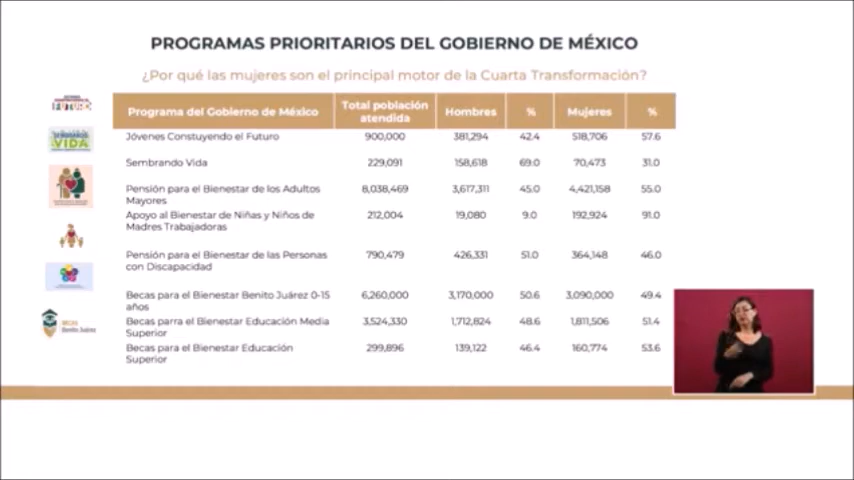 PROGRAMAS PRIORITARIOS DEL GOBIERNO DE MÉXICO
¿Por qué las mujeres son el principal motor de la Cuarta Transformación?
Programa del Gobierno de México Total población atendida Hombres % Mujeres %
Jóvenes Constuyendo el Futuro 900,000 381,294 42.4 518,706 57.6
Sembrando Vida 229,091 158,618 69.0 70,473 31.0
Pensión para el Bienestar de los Adultos 8,038,469 3,617,311 45.0 4,421,158 55.0
Mayores
Apoyo al Bienestar de Niñas y Niños de 212,004 19,080 9.0 192,924 91.0
Madres Trabajadoras
Pensión para el Bienestar de las Personas 790,479 426,331 51.0 364,148 46.0
con Discapacidad
Becas para el Bienestar Benito Juárez 0-15 6,260,000 3,170,000 50.6 3,090,000 49.4
años
Becas parra el Bienestar Educación Media 3,524,330 1,712,824 48.6 1,811,506 51.4
Superior
Becas para el Bienestar Educación 299,896 139,122 46.4 160,774 53.6
Superior
FUTURO
VIDA
BECAS
Benito Juárez